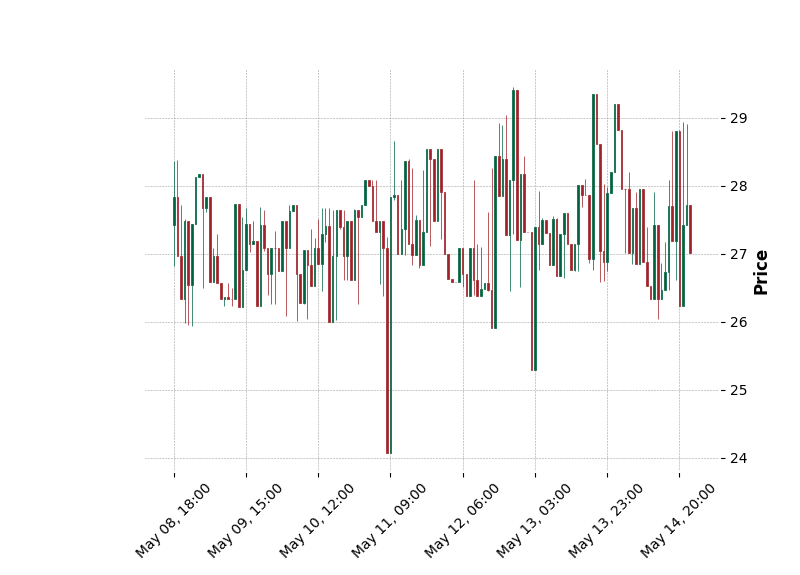 29
28
27
26
25
24
Price
May 08, 18:00
May 09, 15:00
May 10, 12:00
May 11, 09:00
May 12, 06:00
May 13, 03:00
May 13, 23:00
May 14, 20:00